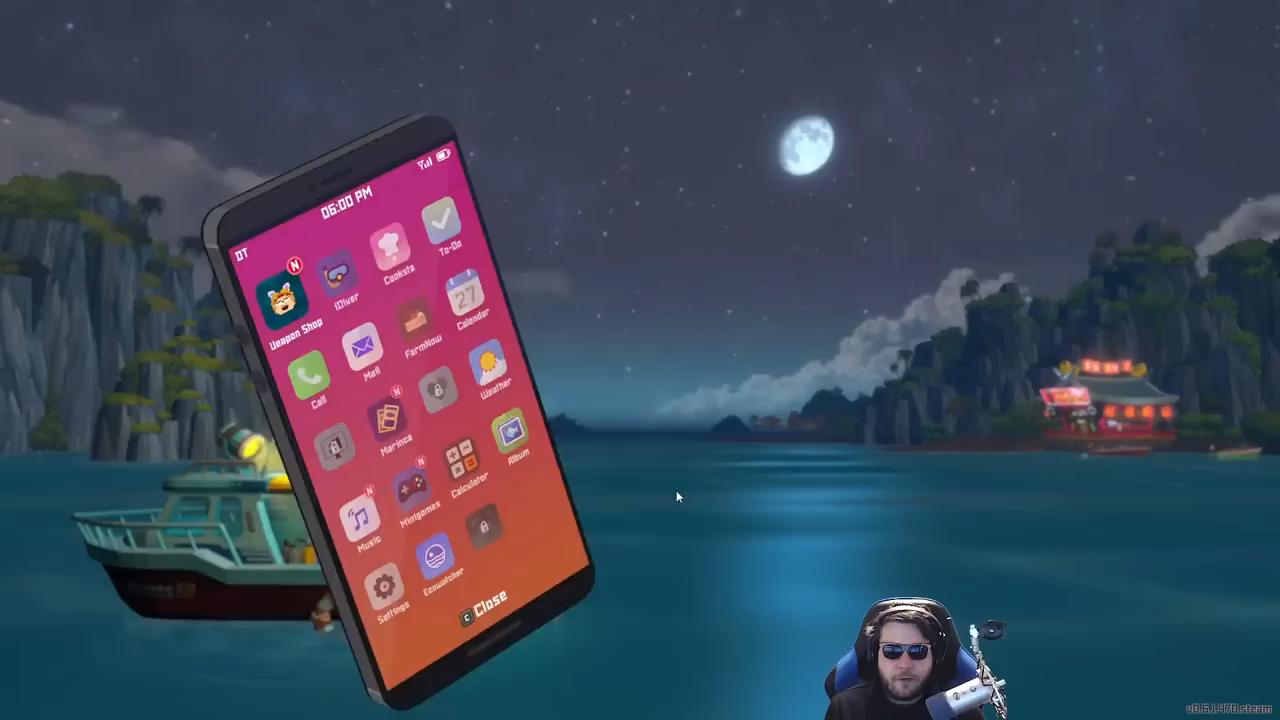 06:00 PM
DT
N
Weapon Shop
iDiver
Cooksta
To-Do
Call
Mail
FarmNow
27
Calendar
N
Marinca
Weather
N
Music
N
Minigames
Calculator
Album
Settings
Ecowatcher
C Close
v0.6.1.470.steam